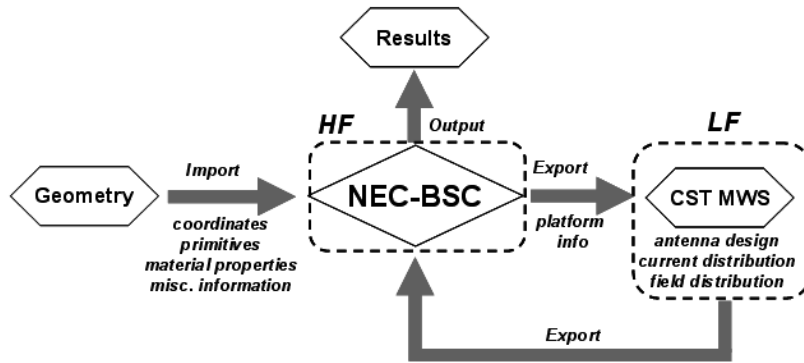 Results
HF
Output
LF
Import
Export
Geometry
NEC-BSC
CST MWS
coordinates
primitives
material properties
misc. information
platform
info
antenna design
current distribution
field distribution
Export